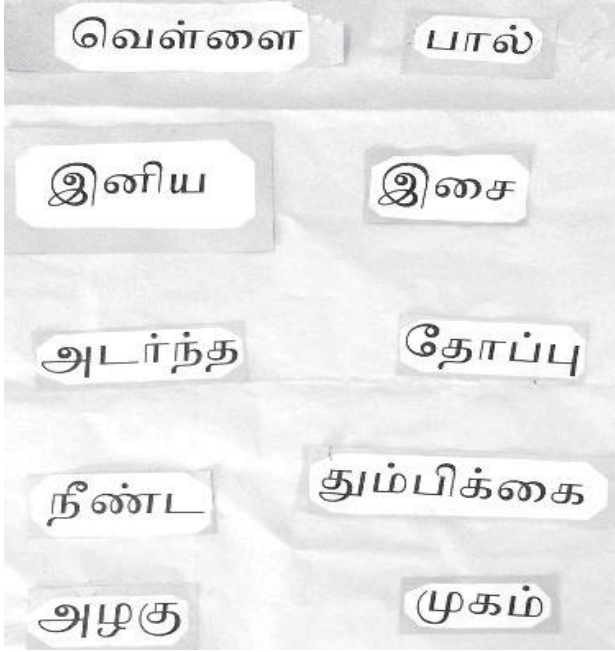 வெள்ளை பால்
இனிய இசை
அடர்ந்த தோப்பு
நீண்ட தும்பிக்கை
அழகு முகம்